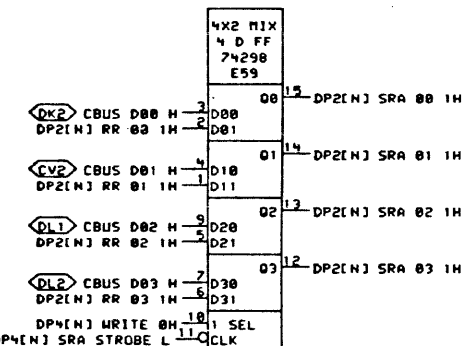 4X2 MIX
4 D FF
74298
E59
Q0 15 DP2[N] SRA 00 1H
DK2 CBUS D00 H 3 D00
DP2[N] RR 00 1H 2 D01
Q1 14 DP2[N] SRA 01 1H
CV2 CBUS D01 H 4 D10
DP2[N] RR 01 1H 1 D11
Q2 13 DP2[N] SRA 02 1H
DL1 CBUS D02 H 9 D20
DP2[N] RR 02 1H 5 D21
Q3 12 DP2[N] SRA 03 1H
DL2 CBUS D03 H 7 D30
DP2[N] RR 03 1H 6 D31
DP4[N] WRITE 0H 10 1 SEL
DP4[N] SRA STROBE L 11 CLK